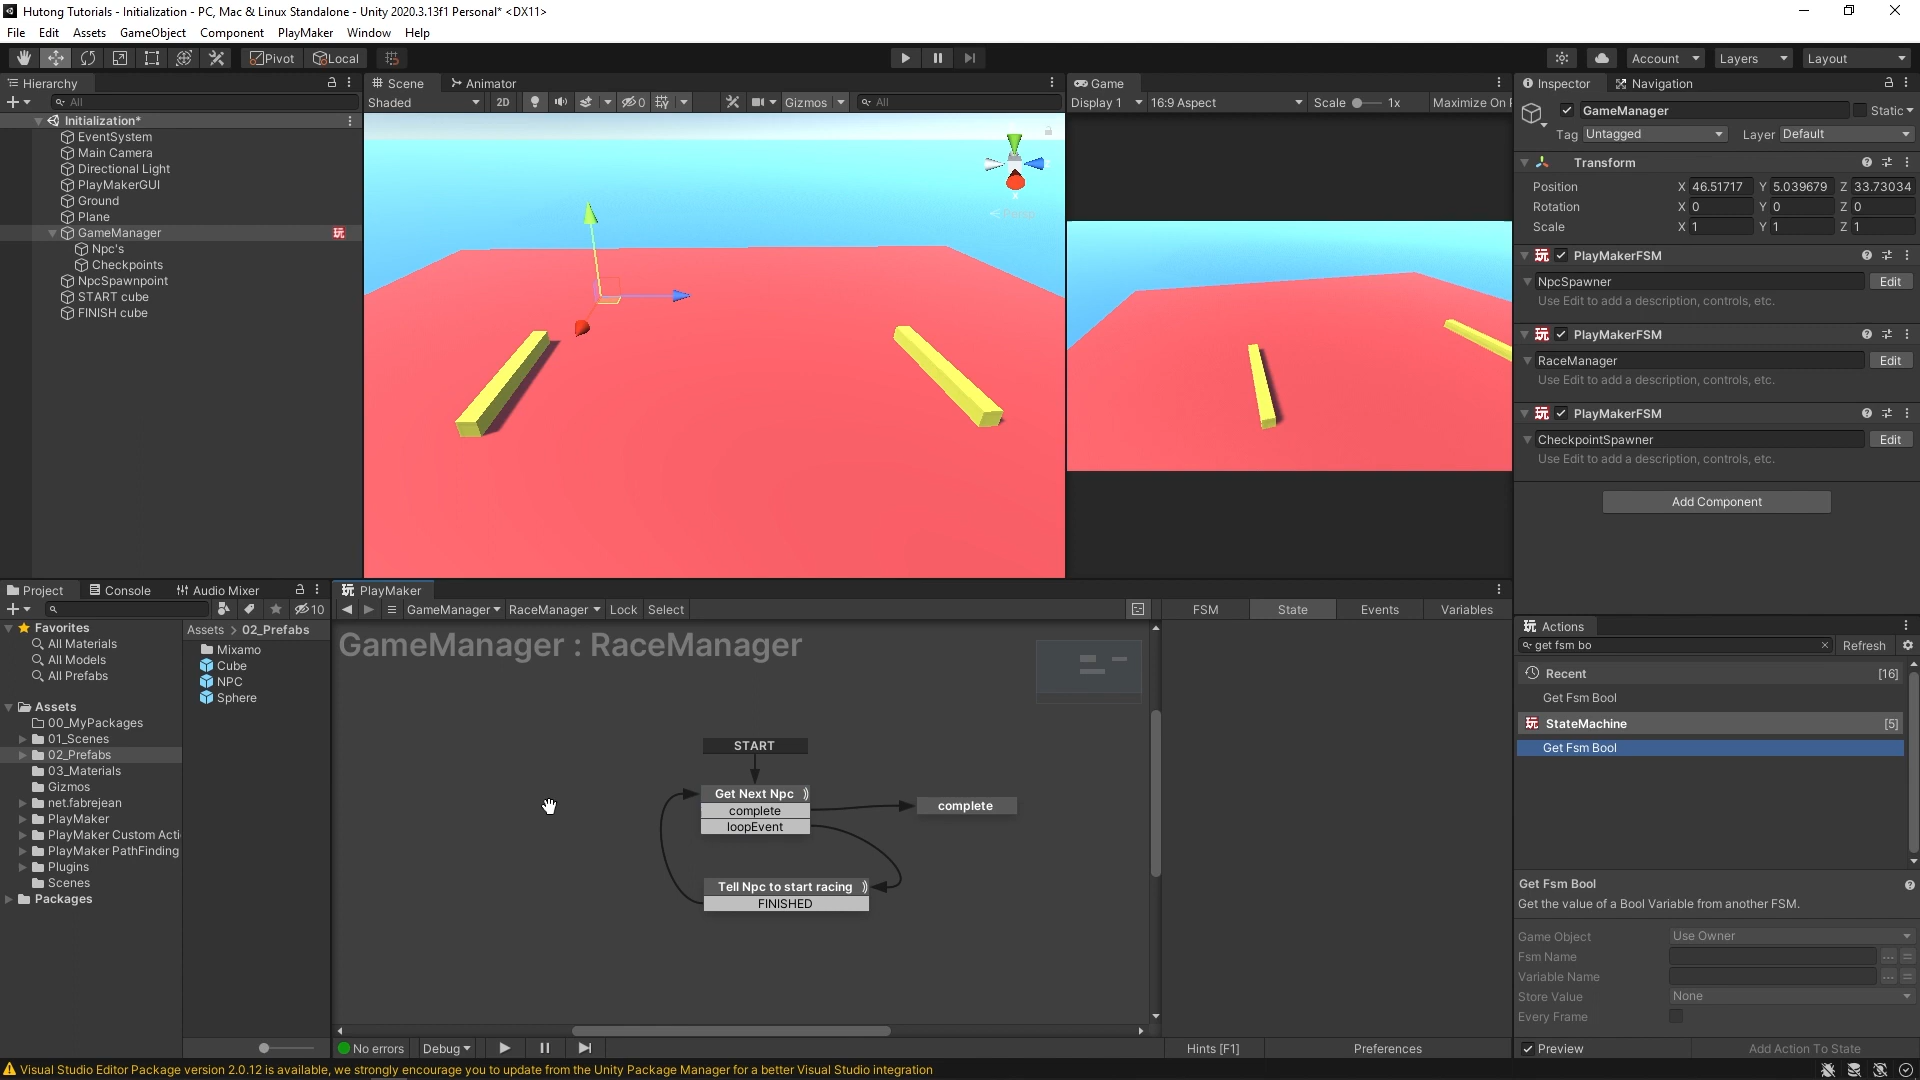 Hutong Tutorials - Initialization - PC, Mac & Linux Standalone - Unity 2020.3.13f1 Personal* <DX11>
File Edit Assets GameObject Component PlayMaker Window Help
Pivot Local Account Layers Layout
Hierarchy
All
Initialization*
EventSystem
Main Camera
Directional Light
PlayMakerGUI
Ground
Plane
GameManager
Npc's
Checkpoints
NpcSpawnpoint
START cube
FINISH cube
Scene Animator
Shaded 2D 0 Gizmos All
Persp
Game
Display 1 16:9 Aspect Scale 1x Maximize On P
Inspector Navigation
GameManager Static
Tag Untagged Layer Default
Transform
Position X 46.51717 Y 5.039679 Z 33.73034
Rotation X 0 Y 0 Z 0
Scale X 1 Y 1 Z 1
PlayMakerFSM
NpcSpawner Edit
Use Edit to add a description, controls, etc.
PlayMakerFSM
RaceManager Edit
Use Edit to add a description, controls, etc.
PlayMakerFSM
CheckpointSpawner Edit
Use Edit to add a description, controls, etc.
Add Component
Project Console Audio Mixer
10
Favorites
All Materials
All Models
All Prefabs
Assets
00_MyPackages
01_Scenes
02_Prefabs
03_Materials
Gizmos
net.fabrejean
PlayMaker
PlayMaker Custom Acti
PlayMaker PathFinding
Plugins
Scenes
Packages
Assets > 02_Prefabs
Mixamo
Cube
NPC
Sphere
PlayMaker
GameManager RaceManager Lock Select
GameManager : RaceManager
START
Get Next Npc
complete
loopEvent
complete
Tell Npc to start racing
FINISHED
No errors Debug
FSM State Events Variables
Hints [F1] Preferences
Actions
get fsm bo Refresh
Recent [16]
Get Fsm Bool
StateMachine [5]
Get Fsm Bool
Get Fsm Bool
Get the value of a Bool Variable from another FSM.
Game Object Use Owner
Fsm Name
Variable Name
Store Value None
Every Frame
Preview Add Action To State
Visual Studio Editor Package version 2.0.12 is available, we strongly encourage you to update from the Unity Package Manager for a better Visual Studio integration